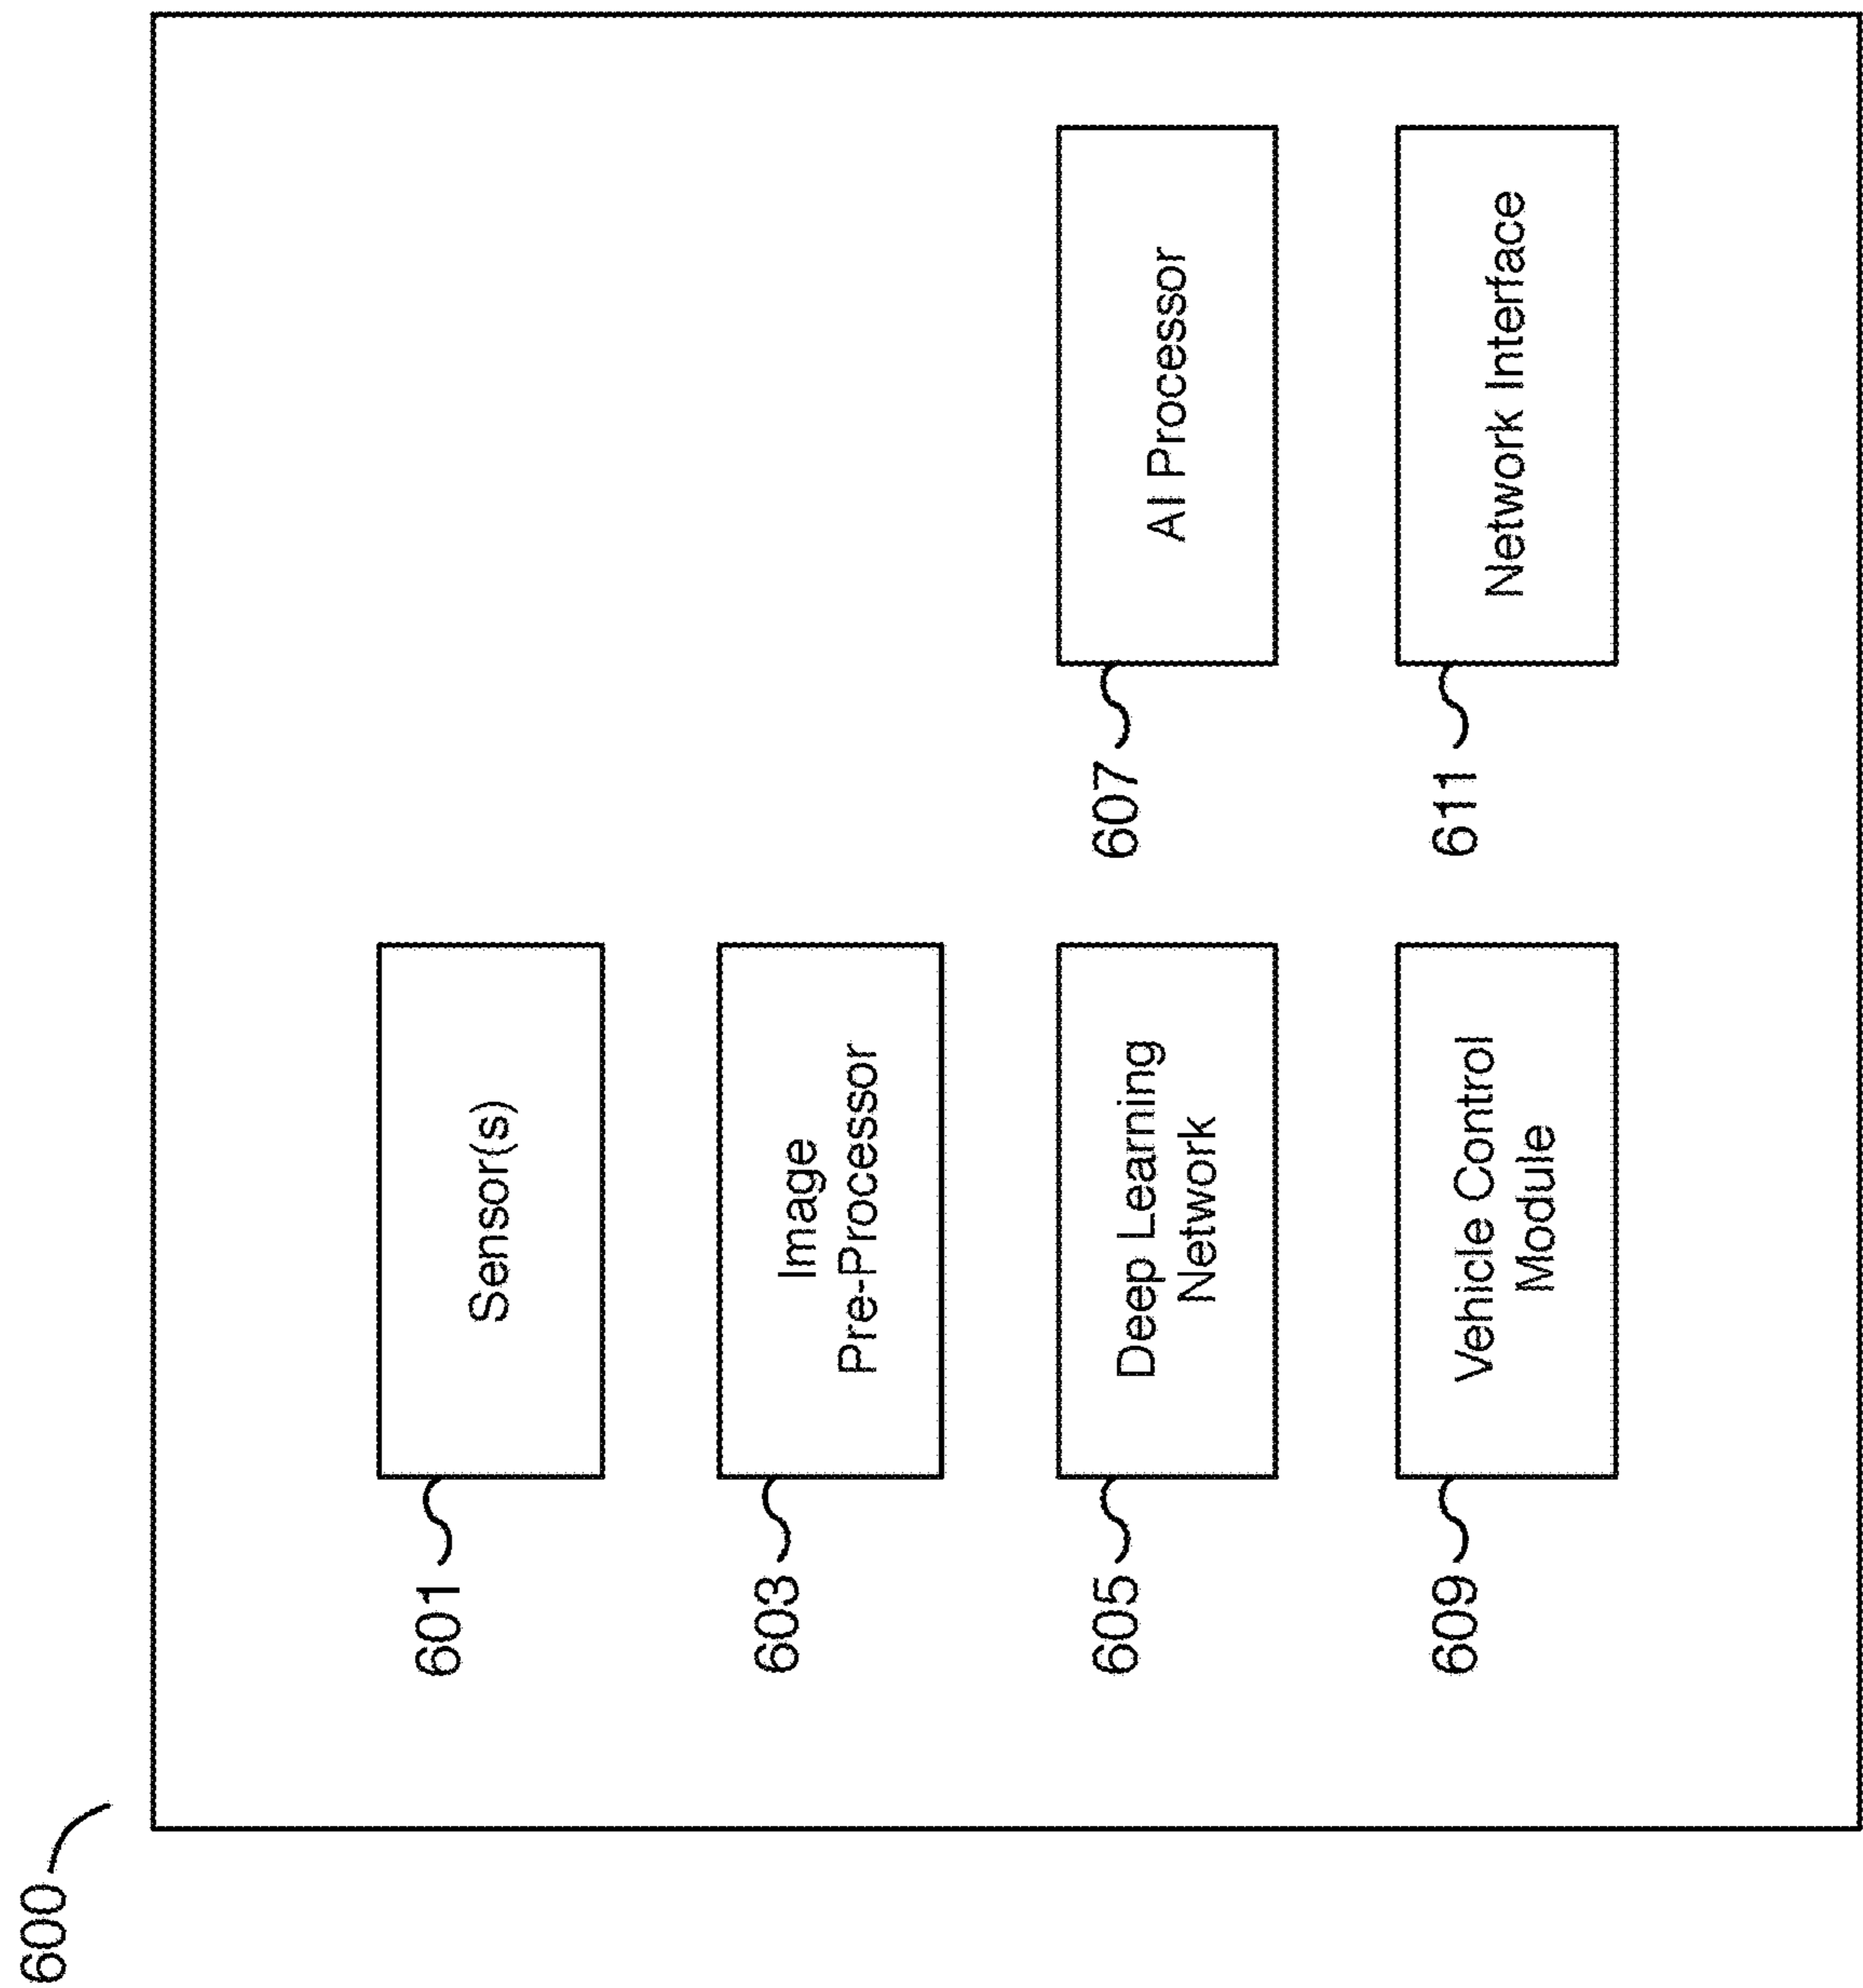 600
601
Sensor(s)
603
Image
Pre-Processor
605
Deep Learning
Network
607
AI Processor
609
Vehicle Control
Module
611
Network Interface